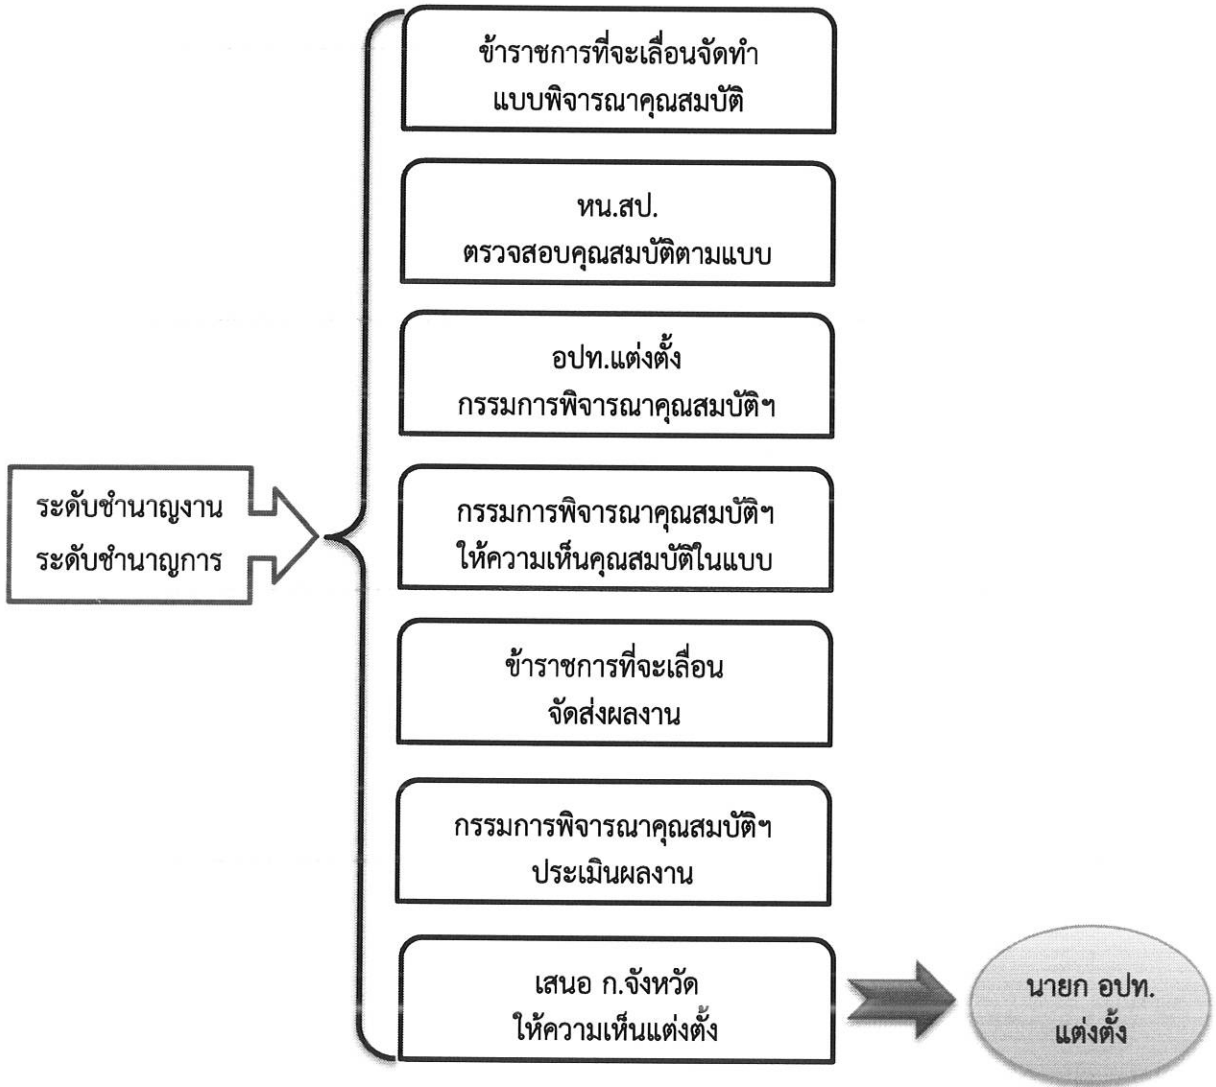 ข้าราชการที่จะเลื่อนจัดทำ
แบบพิจารณาคุณสมบัติ
หน.สป.
ตรวจสอบคุณสมบัติตามแบบ
อปท.แต่งตั้ง
กรรมการพิจารณาคุณสมบัติฯ
ระดับชำนาญงาน
ระดับชำนาญการ
กรรมการพิจารณาคุณสมบัติฯ
ให้ความเห็นคุณสมบัติในแบบ
ข้าราชการที่จะเลื่อน
จัดส่งผลงาน
กรรมการพิจารณาคุณสมบัติฯ
ประเมินผลงาน
เสนอ ก.จังหวัด
ให้ความเห็นแต่งตั้ง
นายก อปท.
แต่งตั้ง